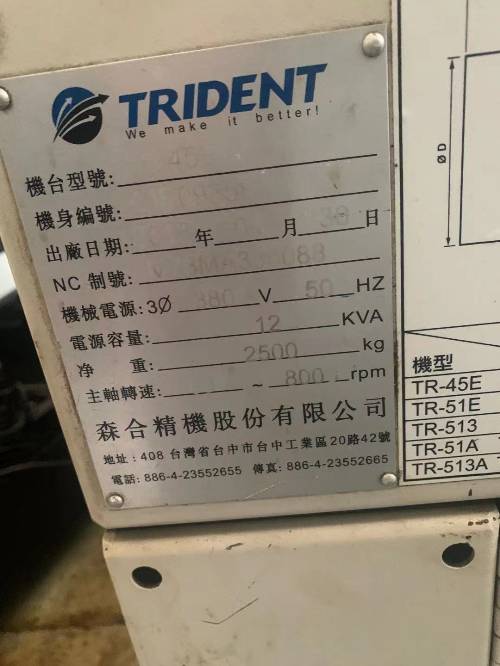 TRIDENT
We make it better!
機台型號:
機身編號:
出廠日期: 年 月 30 日
NC 制號:
機械電源: 3Ø 380 V 50 HZ
電源容量: 12 KVA
净 重: 2500 kg
主軸轉速: ~ 800 rpm
森合精機股份有限公司
地址: 408 台灣省台中市台中工業區20路42號
電話: 886-4-23552655 傳真: 886-4-23552665
ØD
機型
TR-45E
TR-51E
TR-513
TR-51A
TR-513A